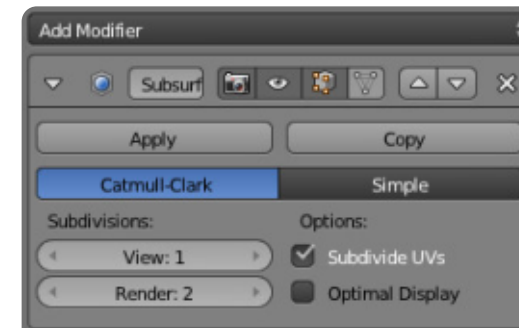 Add Modifier
Subsurf
Apply Copy
Catmull-Clark Simple
Subdivisions: Options:
View: 1 Subdivide UVs
Render: 2 Optimal Display